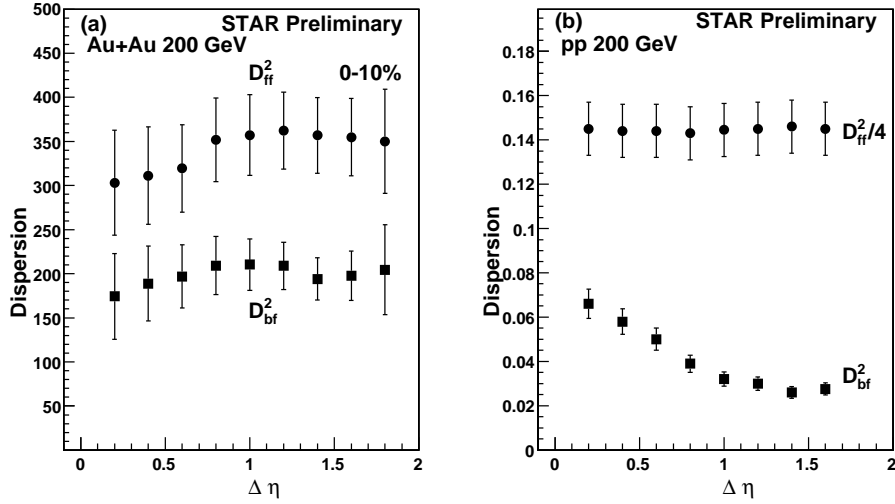 (a) STAR Preliminary
Au+Au 200 GeV
D²ff 0-10%
D²bf
Dispersion
500
450
400
350
300
250
200
150
100
50
0 0.5 1 1.5 2
Δ η
(b) STAR Preliminary
pp 200 GeV
D²ff/4
D²bf
Dispersion
0.18
0.16
0.14
0.12
0.1
0.08
0.06
0.04
0.02
0
0 0.5 1 1.5 2
Δ η